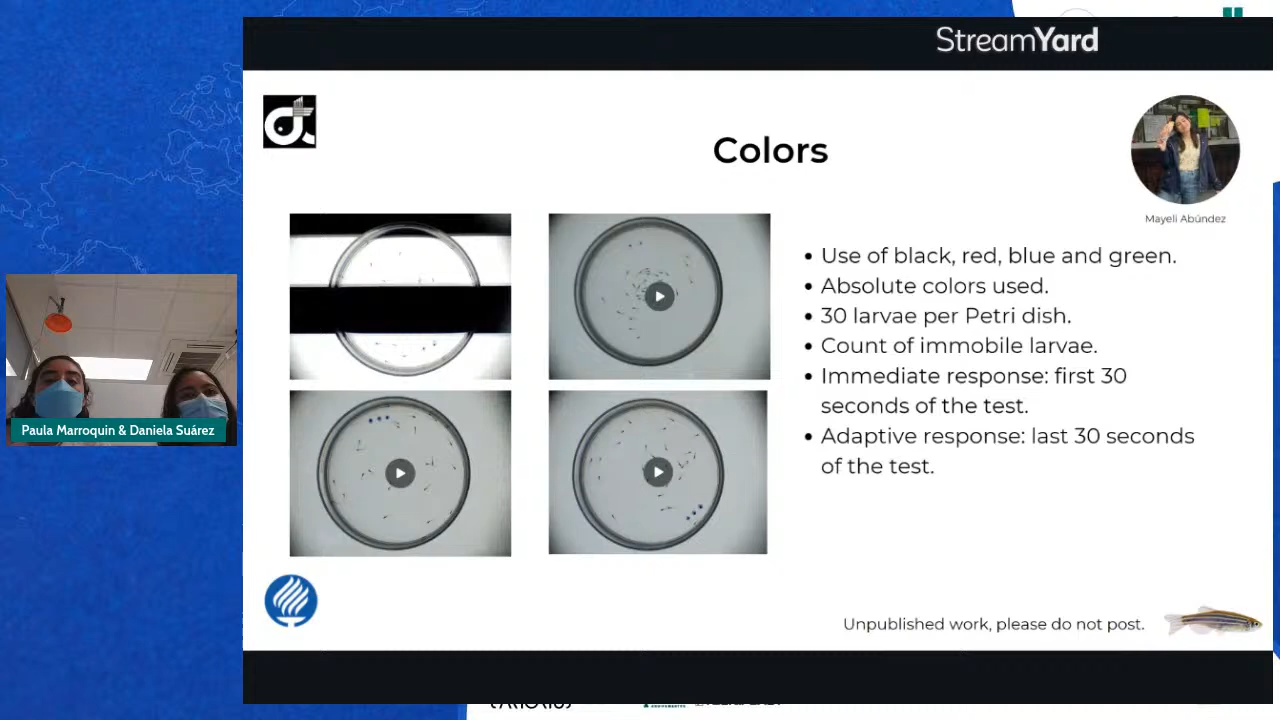 StreamYard
Colors
Mayeli Abúndez
• Use of black, red, blue and green.
• Absolute colors used.
• 30 larvae per Petri dish.
• Count of immobile larvae.
• Immediate response: first 30
seconds of the test.
• Adaptive response: last 30 seconds
of the test.
Paula Marroquin & Daniela Suárez
Unpublished work, please do not post.